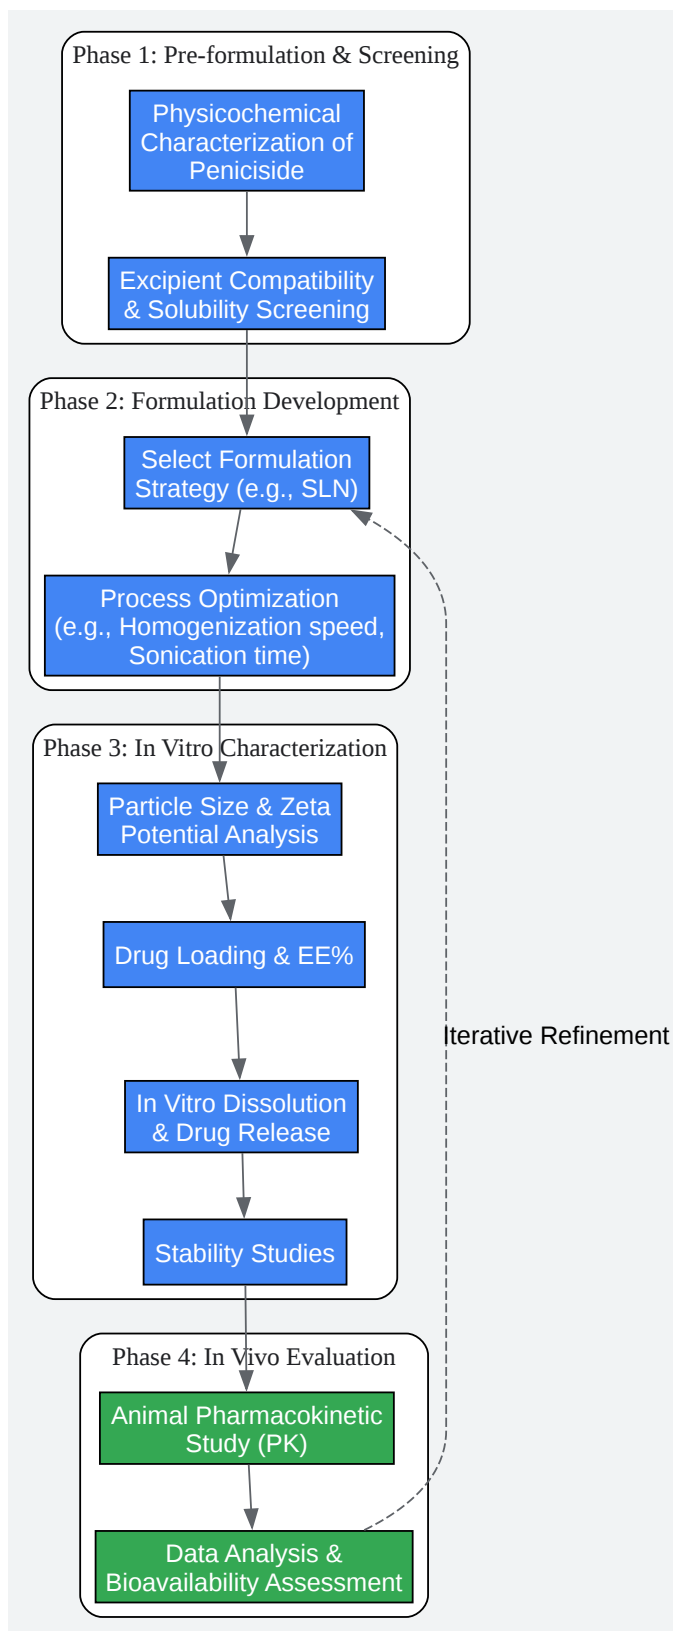 Phase 1: Pre-formulation & Screening
Physicochemical
Characterization of
Peniciside
Excipient Compatibility
& Solubility Screening
Phase 2: Formulation Development
Select Formulation
Strategy (e.g., SLN)
Process Optimization
(e.g., Homogenization speed,
Sonication time)
Phase 3: In Vitro Characterization
Particle Size & Zeta
Potential Analysis
Drug Loading & EE%
Iterative Refinement
In Vitro Dissolution
& Drug Release
Stability Studies
Phase 4: In Vivo Evaluation
Animal Pharmacokinetic
Study (PK)
Data Analysis &
Bioavailability Assessment